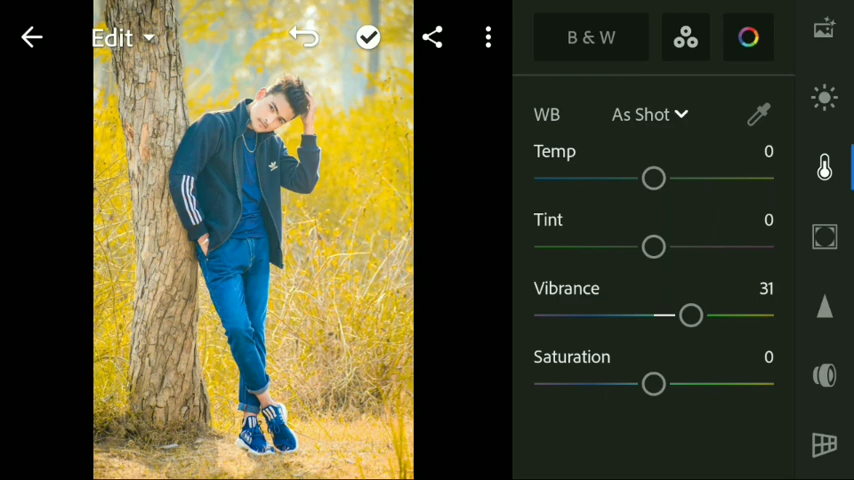 Edit
B & W
WB As Shot
Temp 0
Tint 0
Vibrance 31
Saturation 0